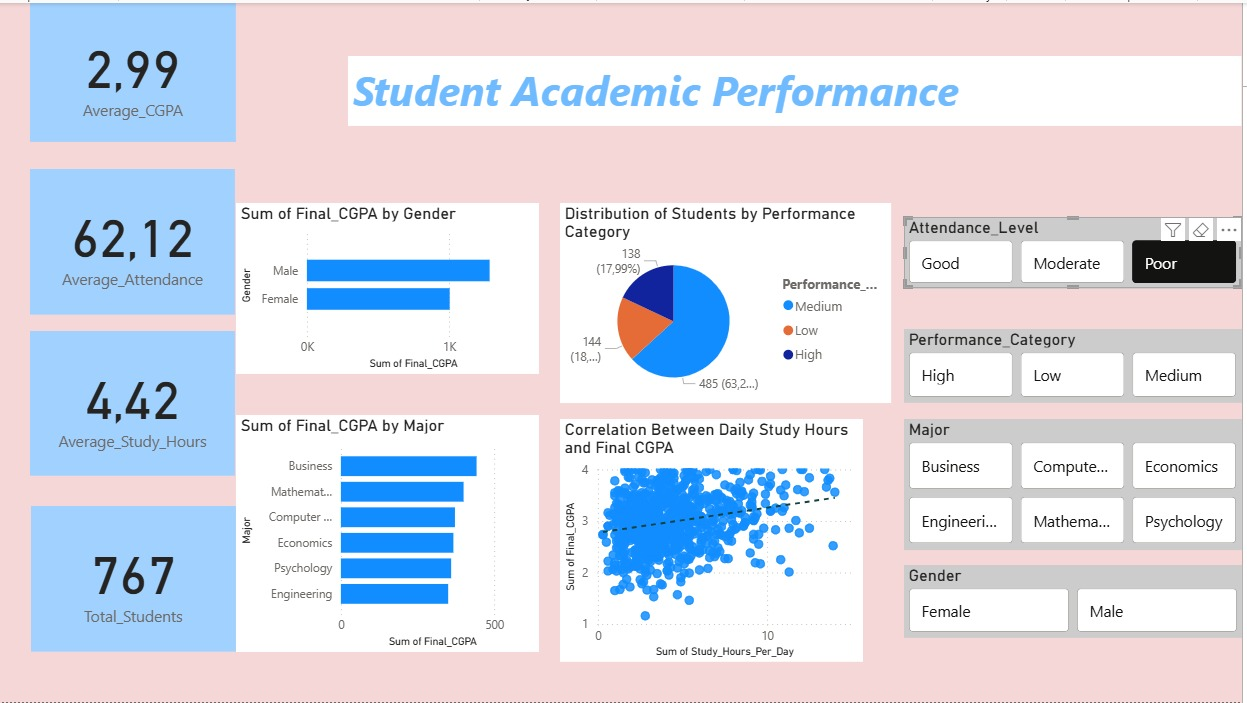 2,99
Average_CGPA
Student Academic Performance
62,12
Average_Attendance
4,42
Average_Study_Hours
767
Total_Students
Sum of Final_CGPA by Gender
Gender
Male
Female
0K
1K
Sum of Final_CGPA
Sum of Final_CGPA by Major
Major
Business
Mathemat...
Computer ...
Economics
Psychology
Engineering
0
500
Sum of Final_CGPA
Distribution of Students by Performance
Category
138
(17,99%)
144
(18,...)
485 (63,2...)
Performance_...
Medium
Low
High
Correlation Between Daily Study Hours
and Final CGPA
Sum of Final_CGPA
4
3
2
1
0
10
Sum of Study_Hours_Per_Day
Attendance_Level
Good
Moderate
Poor
Performance_Category
High
Low
Medium
Major
Business
Compute...
Economics
Engineeri...
Mathema...
Psychology
Gender
Female
Male